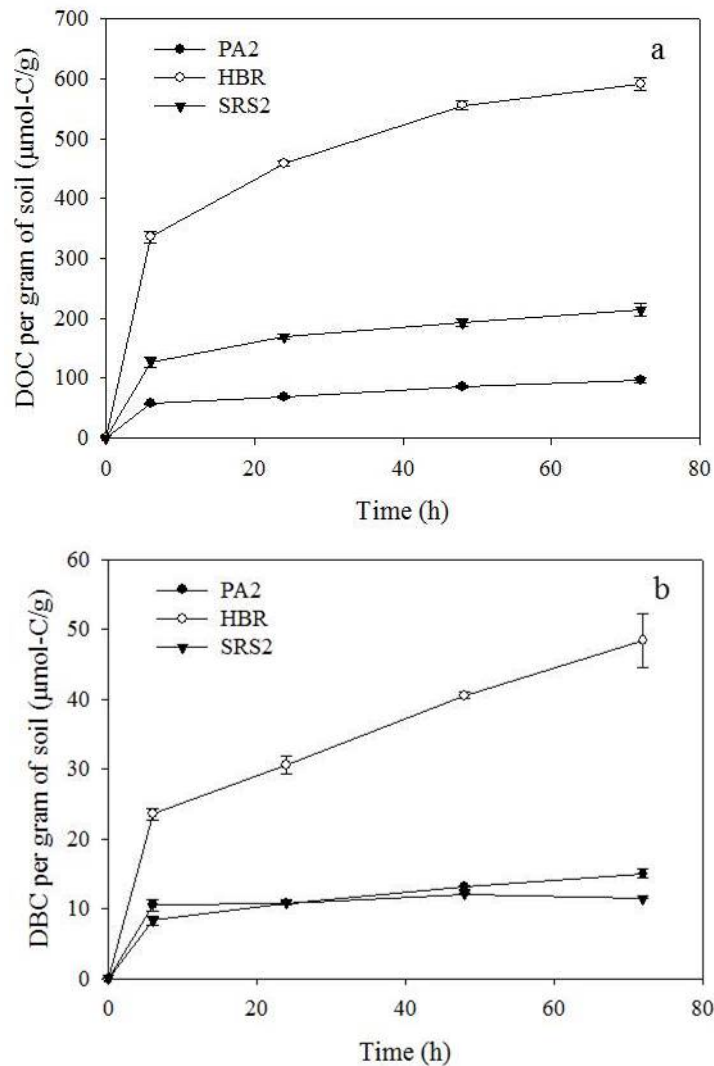 700
600
500
400
300
200
100
0
DOC per gram of soil (µmol-C/g)
PA2
HBR
SRS2
a
0 20 40 60 80
Time (h)
60
50
40
30
20
10
0
DBC per gram of soil (µmol-C/g)
PA2
HBR
SRS2
b
0 20 40 60 80
Time (h)